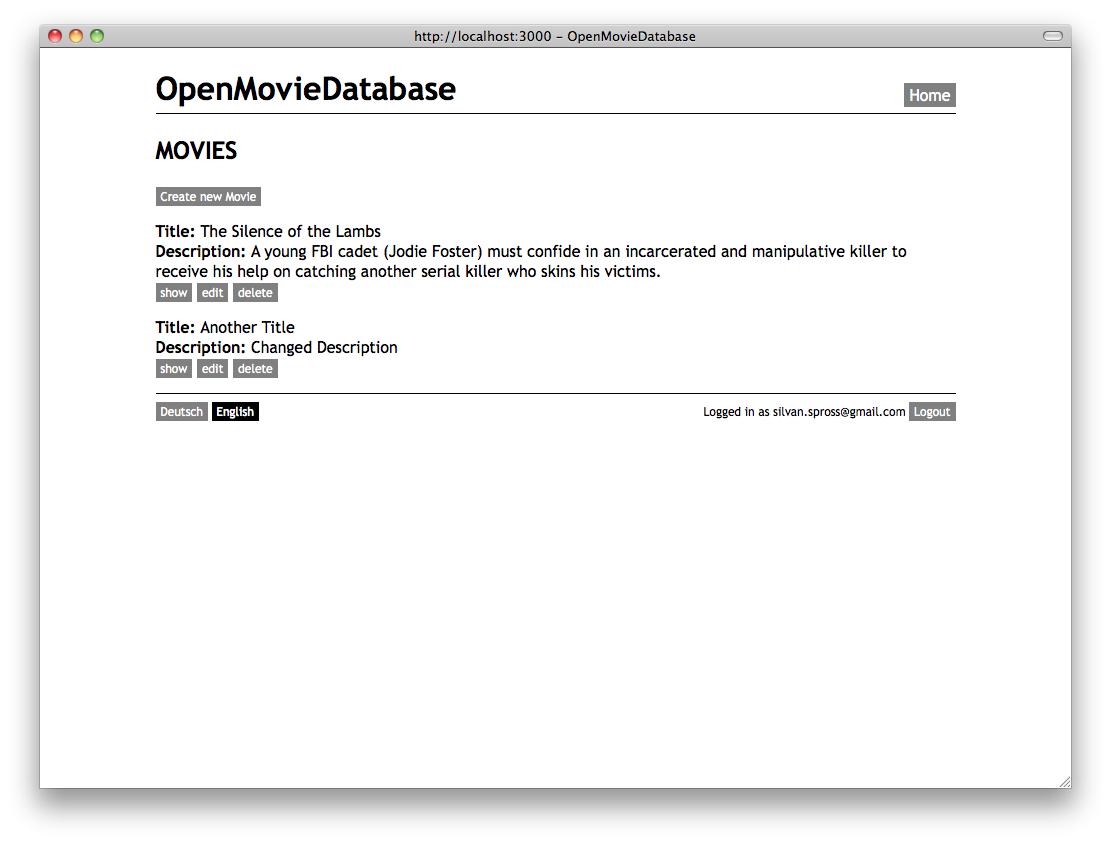 http://localhost:3000 – OpenMovieDatabase
OpenMovieDatabase
Home
MOVIES
Create new Movie
Title: The Silence of the Lambs
Description: A young FBI cadet (Jodie Foster) must confide in an incarcerated and manipulative killer to
receive his help on catching another serial killer who skins his victims.
show edit delete
Title: Another Title
Description: Changed Description
show edit delete
Deutsch English Logged in as silvan.spross@gmail.com Logout